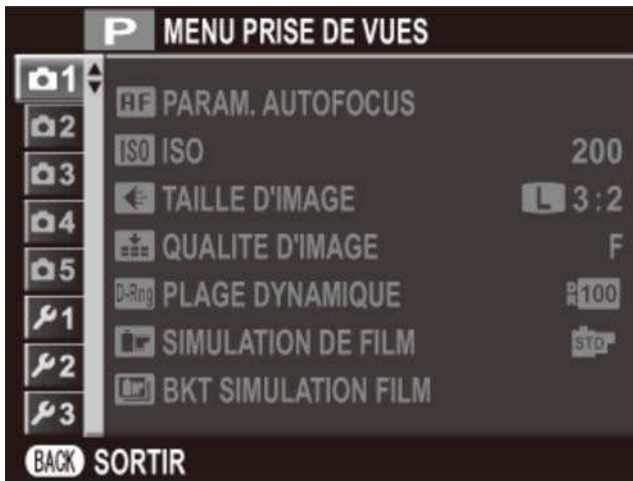 P MENU PRISE DE VUES
1
2
3
4
5
1
2
3
AF PARAM. AUTOFOCUS
ISO ISO 200
TAILLE D'IMAGE L 3:2
QUALITE D'IMAGE F
D-Rng PLAGE DYNAMIQUE DR100
SIMULATION DE FILM STD
BKT SIMULATION FILM
BACK SORTIR